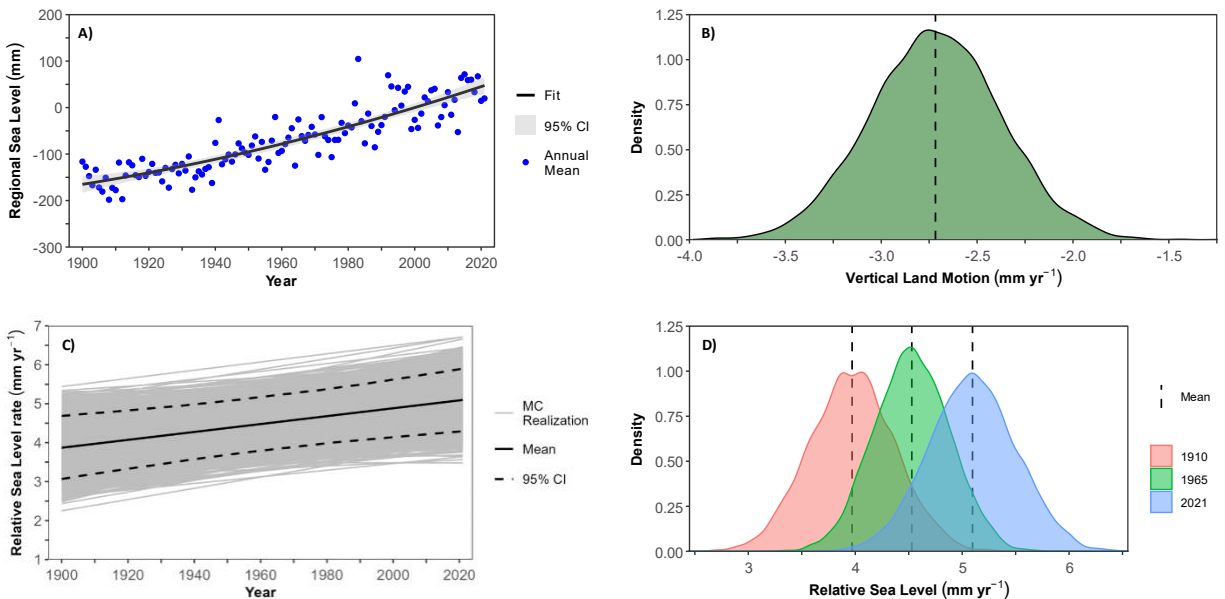 A)
Regional Sea Level (mm)
200
100
0
-100
-200
-300
1900
1920
1940
1960
1980
2000
2020
Year
Fit
95% CI
Annual
Mean
B)
Density
1.25
1.00
0.75
0.50
0.25
0.00
-4.0
-3.5
-3.0
-2.5
-2.0
-1.5
Vertical Land Motion (mm yr⁻¹)
C)
Relative Sea Level rate (mm yr⁻¹)
7
6
5
4
3
2
1
1900
1920
1940
1960
1980
2000
2020
Year
MC
Realization
Mean
95% CI
D)
Density
1.25
1.00
0.75
0.50
0.25
0.00
3
4
5
6
Relative Sea Level (mm yr⁻¹)
Mean
1910
1965
2021